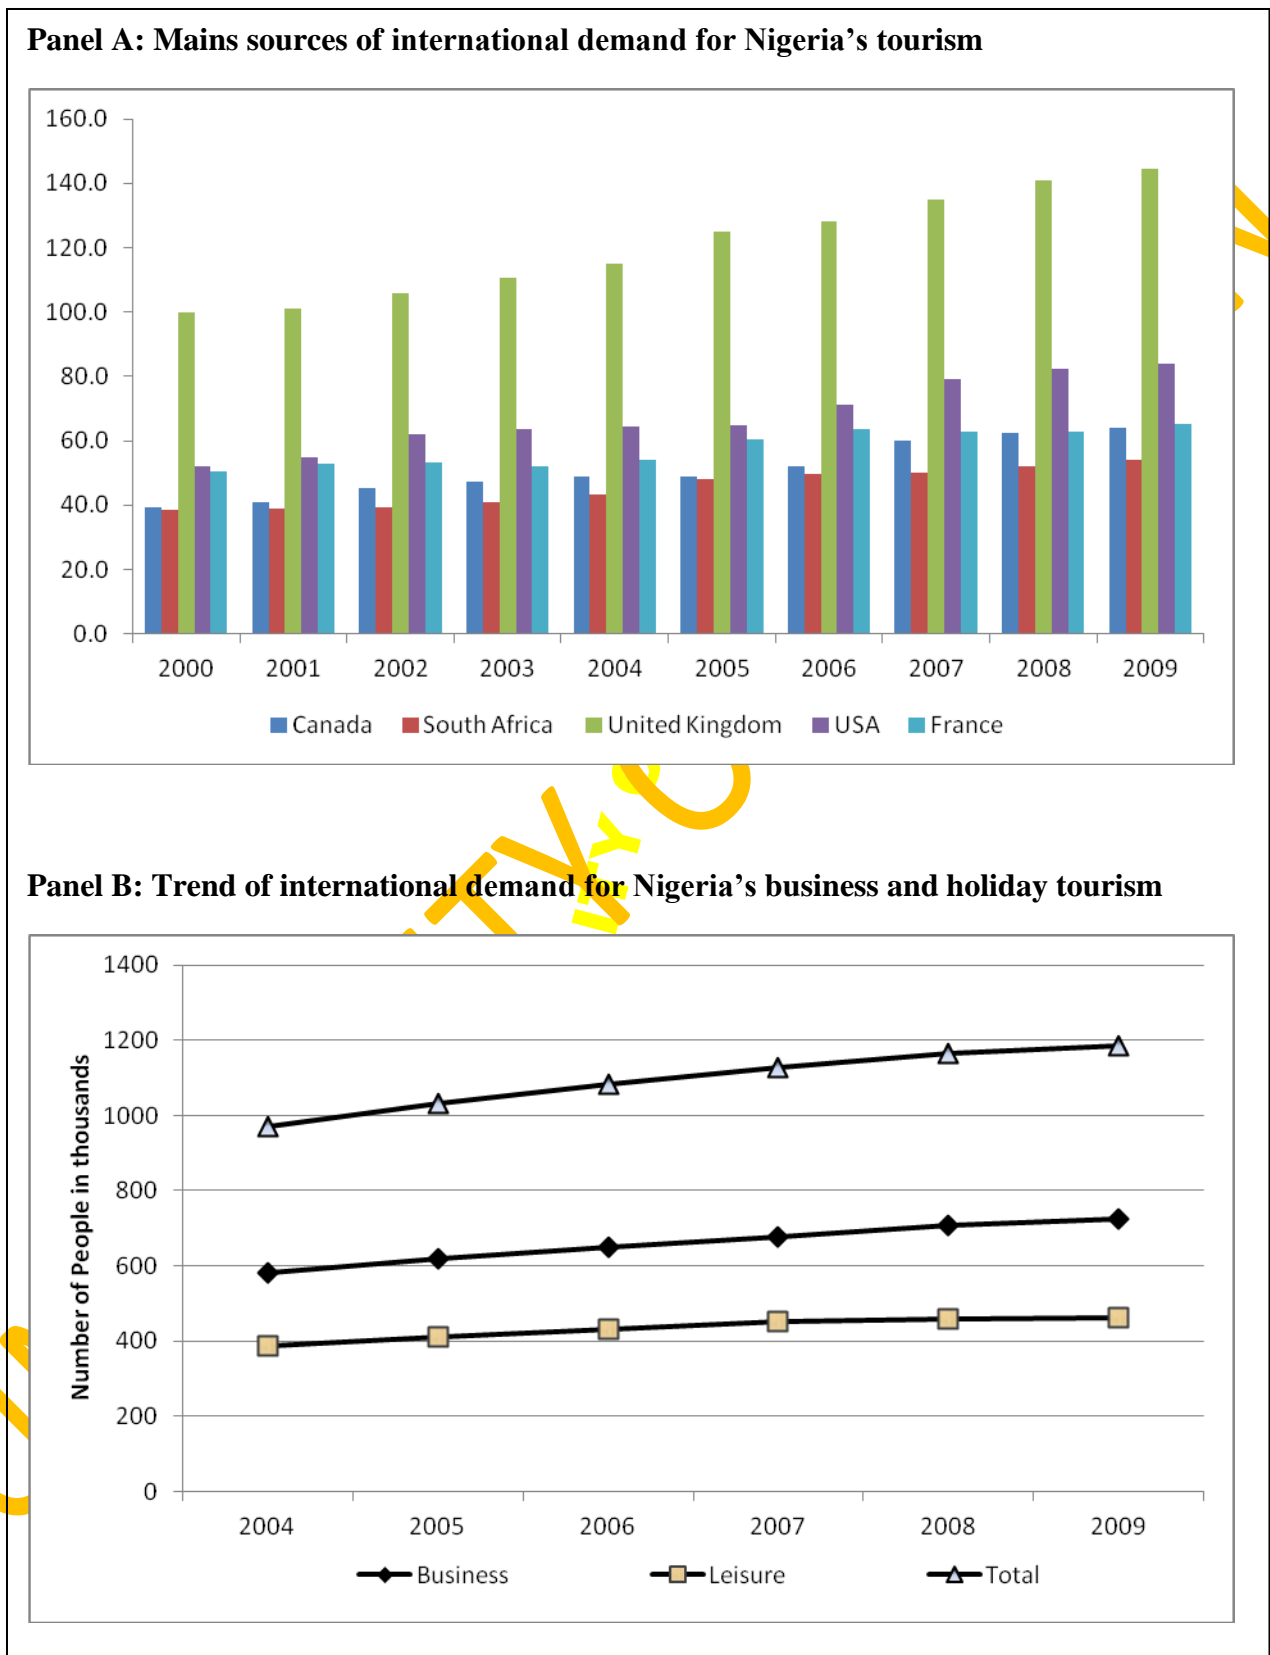 Panel A: Mains sources of international demand for Nigeria’s tourism
160.0
140.0
120.0
100.0
80.0
60.0
40.0
20.0
0.0
2000 2001 2002 2003 2004 2005 2006 2007 2008 2009
Canada South Africa United Kingdom USA France
Panel B: Trend of international demand for Nigeria’s business and holiday tourism
Number of People in thousands
1400
1200
1000
800
600
400
200
0
2004 2005 2006 2007 2008 2009
Business Leisure Total